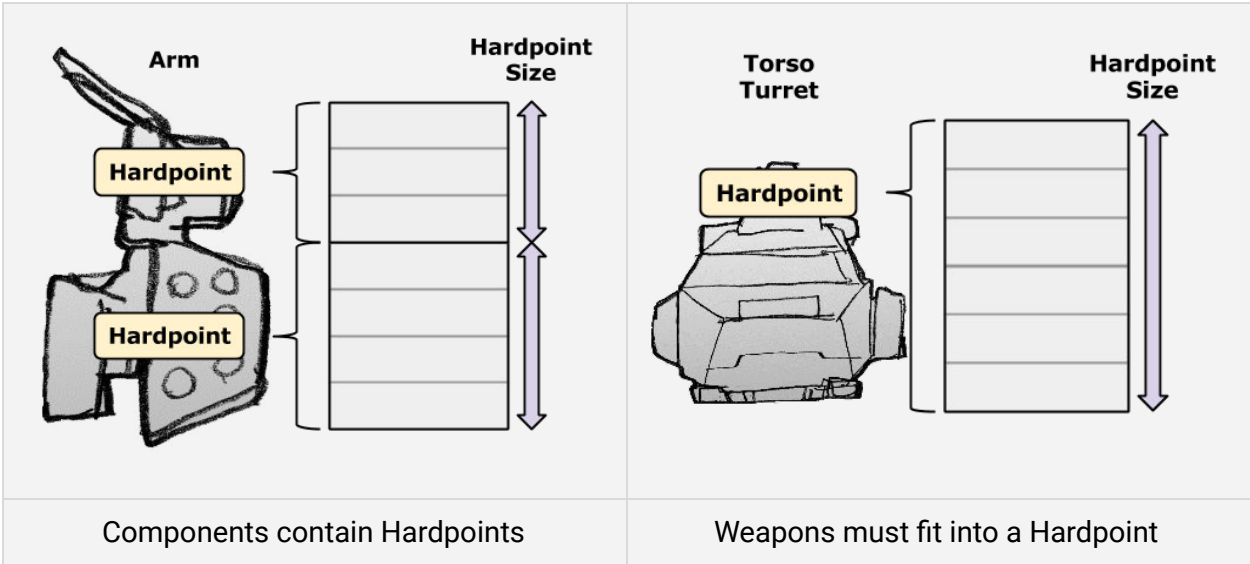 Arm
Hardpoint
Size
Hardpoint
Hardpoint
Components contain Hardpoints
Torso
Turret
Hardpoint
Size
Hardpoint
Weapons must fit into a Hardpoint